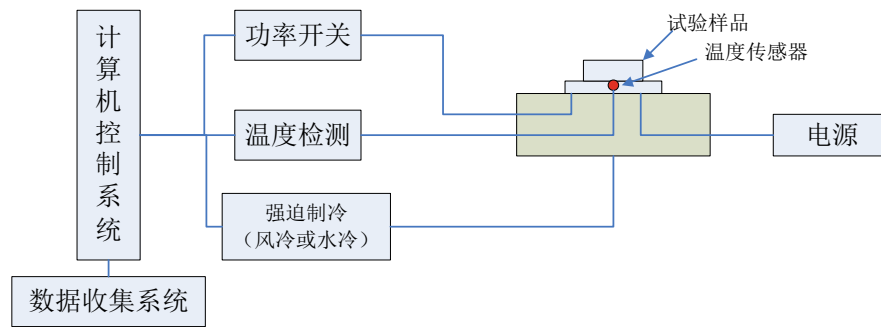 计算机控制系统
功率开关
试验样品
温度传感器
温度检测
电源
强迫制冷
（风冷或水冷）
数据收集系统